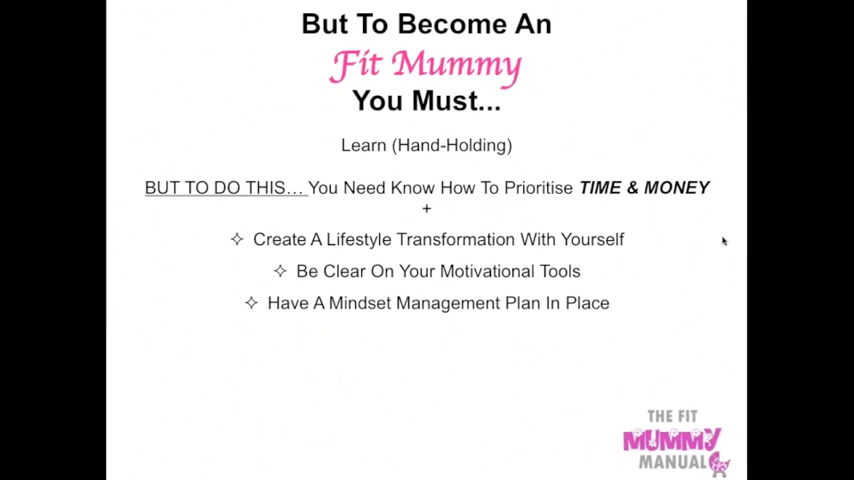 But To Become An
Fit Mummy
You Must...
Learn (Hand-Holding)
BUT TO DO THIS... You Need Know How To Prioritise TIME & MONEY
+
Create A Lifestyle Transformation With Yourself
Be Clear On Your Motivational Tools
Have A Mindset Management Plan In Place
THE FIT
MUMMY
MANUAL